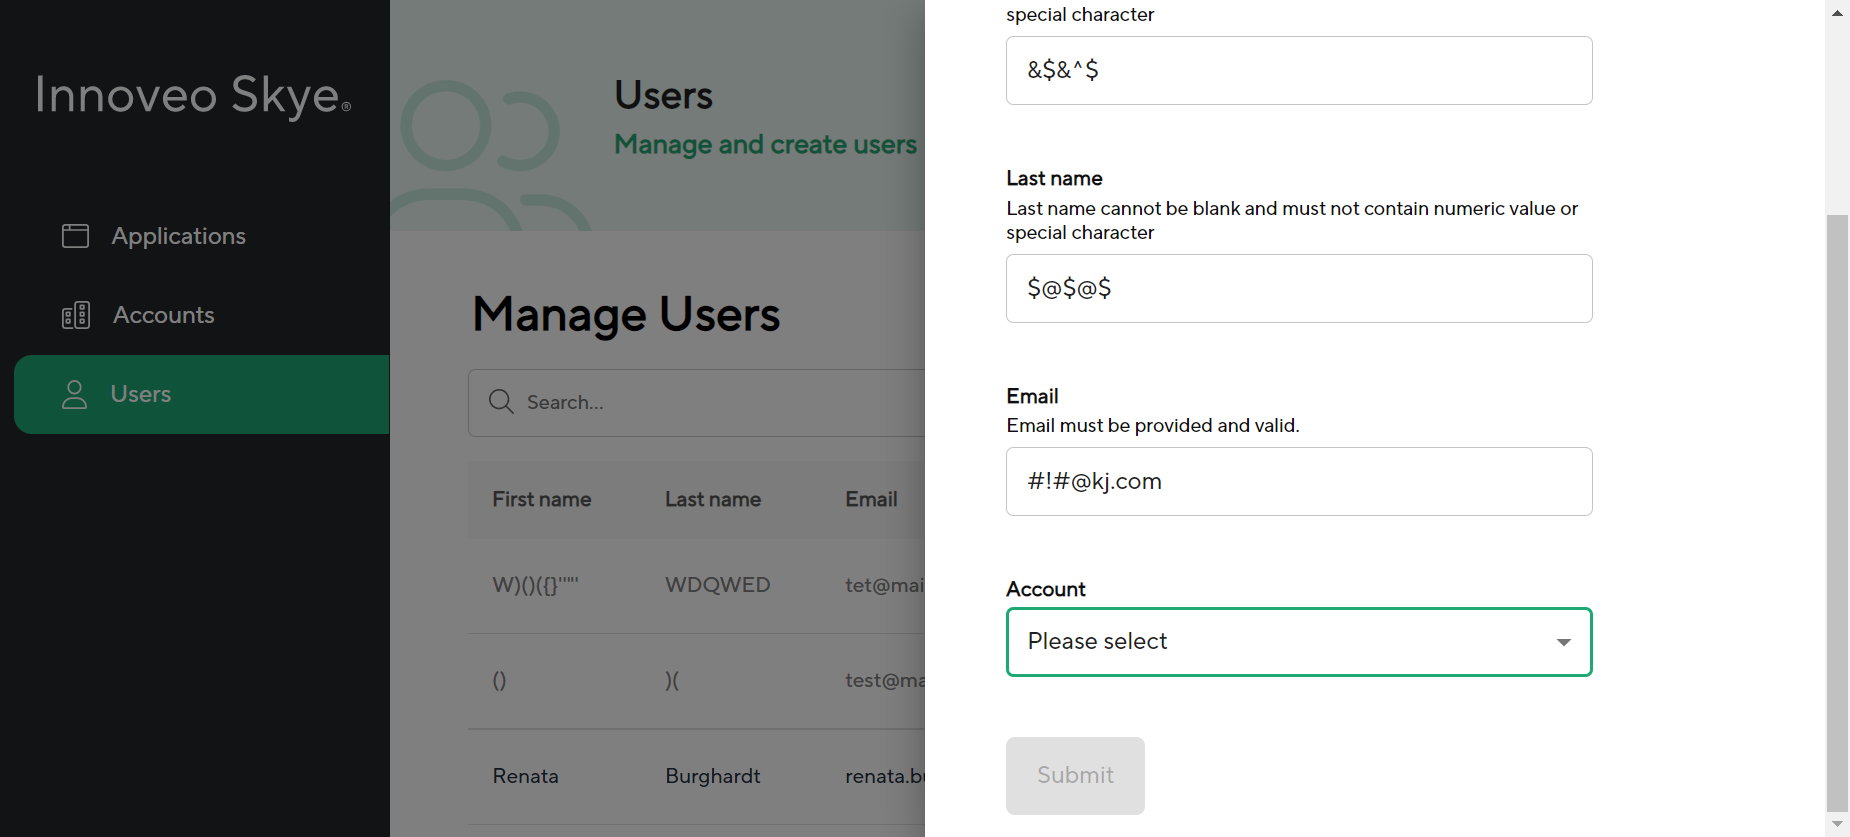 Innoveo Skye®
Applications
Accounts
Users
Users
Manage and create users
Manage Users
Search...
First name Last name Email
W)()({}""' WDQWED tet@mai
() )( test@ma
Renata Burghardt renata.bu
special character
&$&^$
Last name
Last name cannot be blank and must not contain numeric value or
special character
$@$@$
Email
Email must be provided and valid.
#!#@kj.com
Account
Please select
Submit